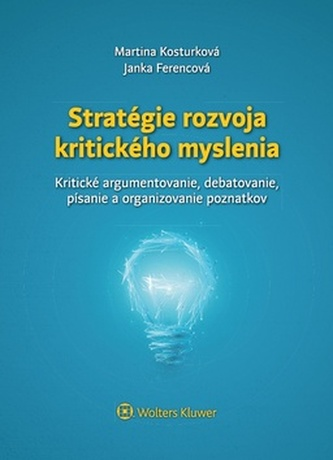 Martina Kosturková
Janka Ferencová
Stratégie rozvoja
kritického myslenia
Kritické argumentovanie, debatovanie,
písanie a organizovanie poznatkov
Wolters Kluwer